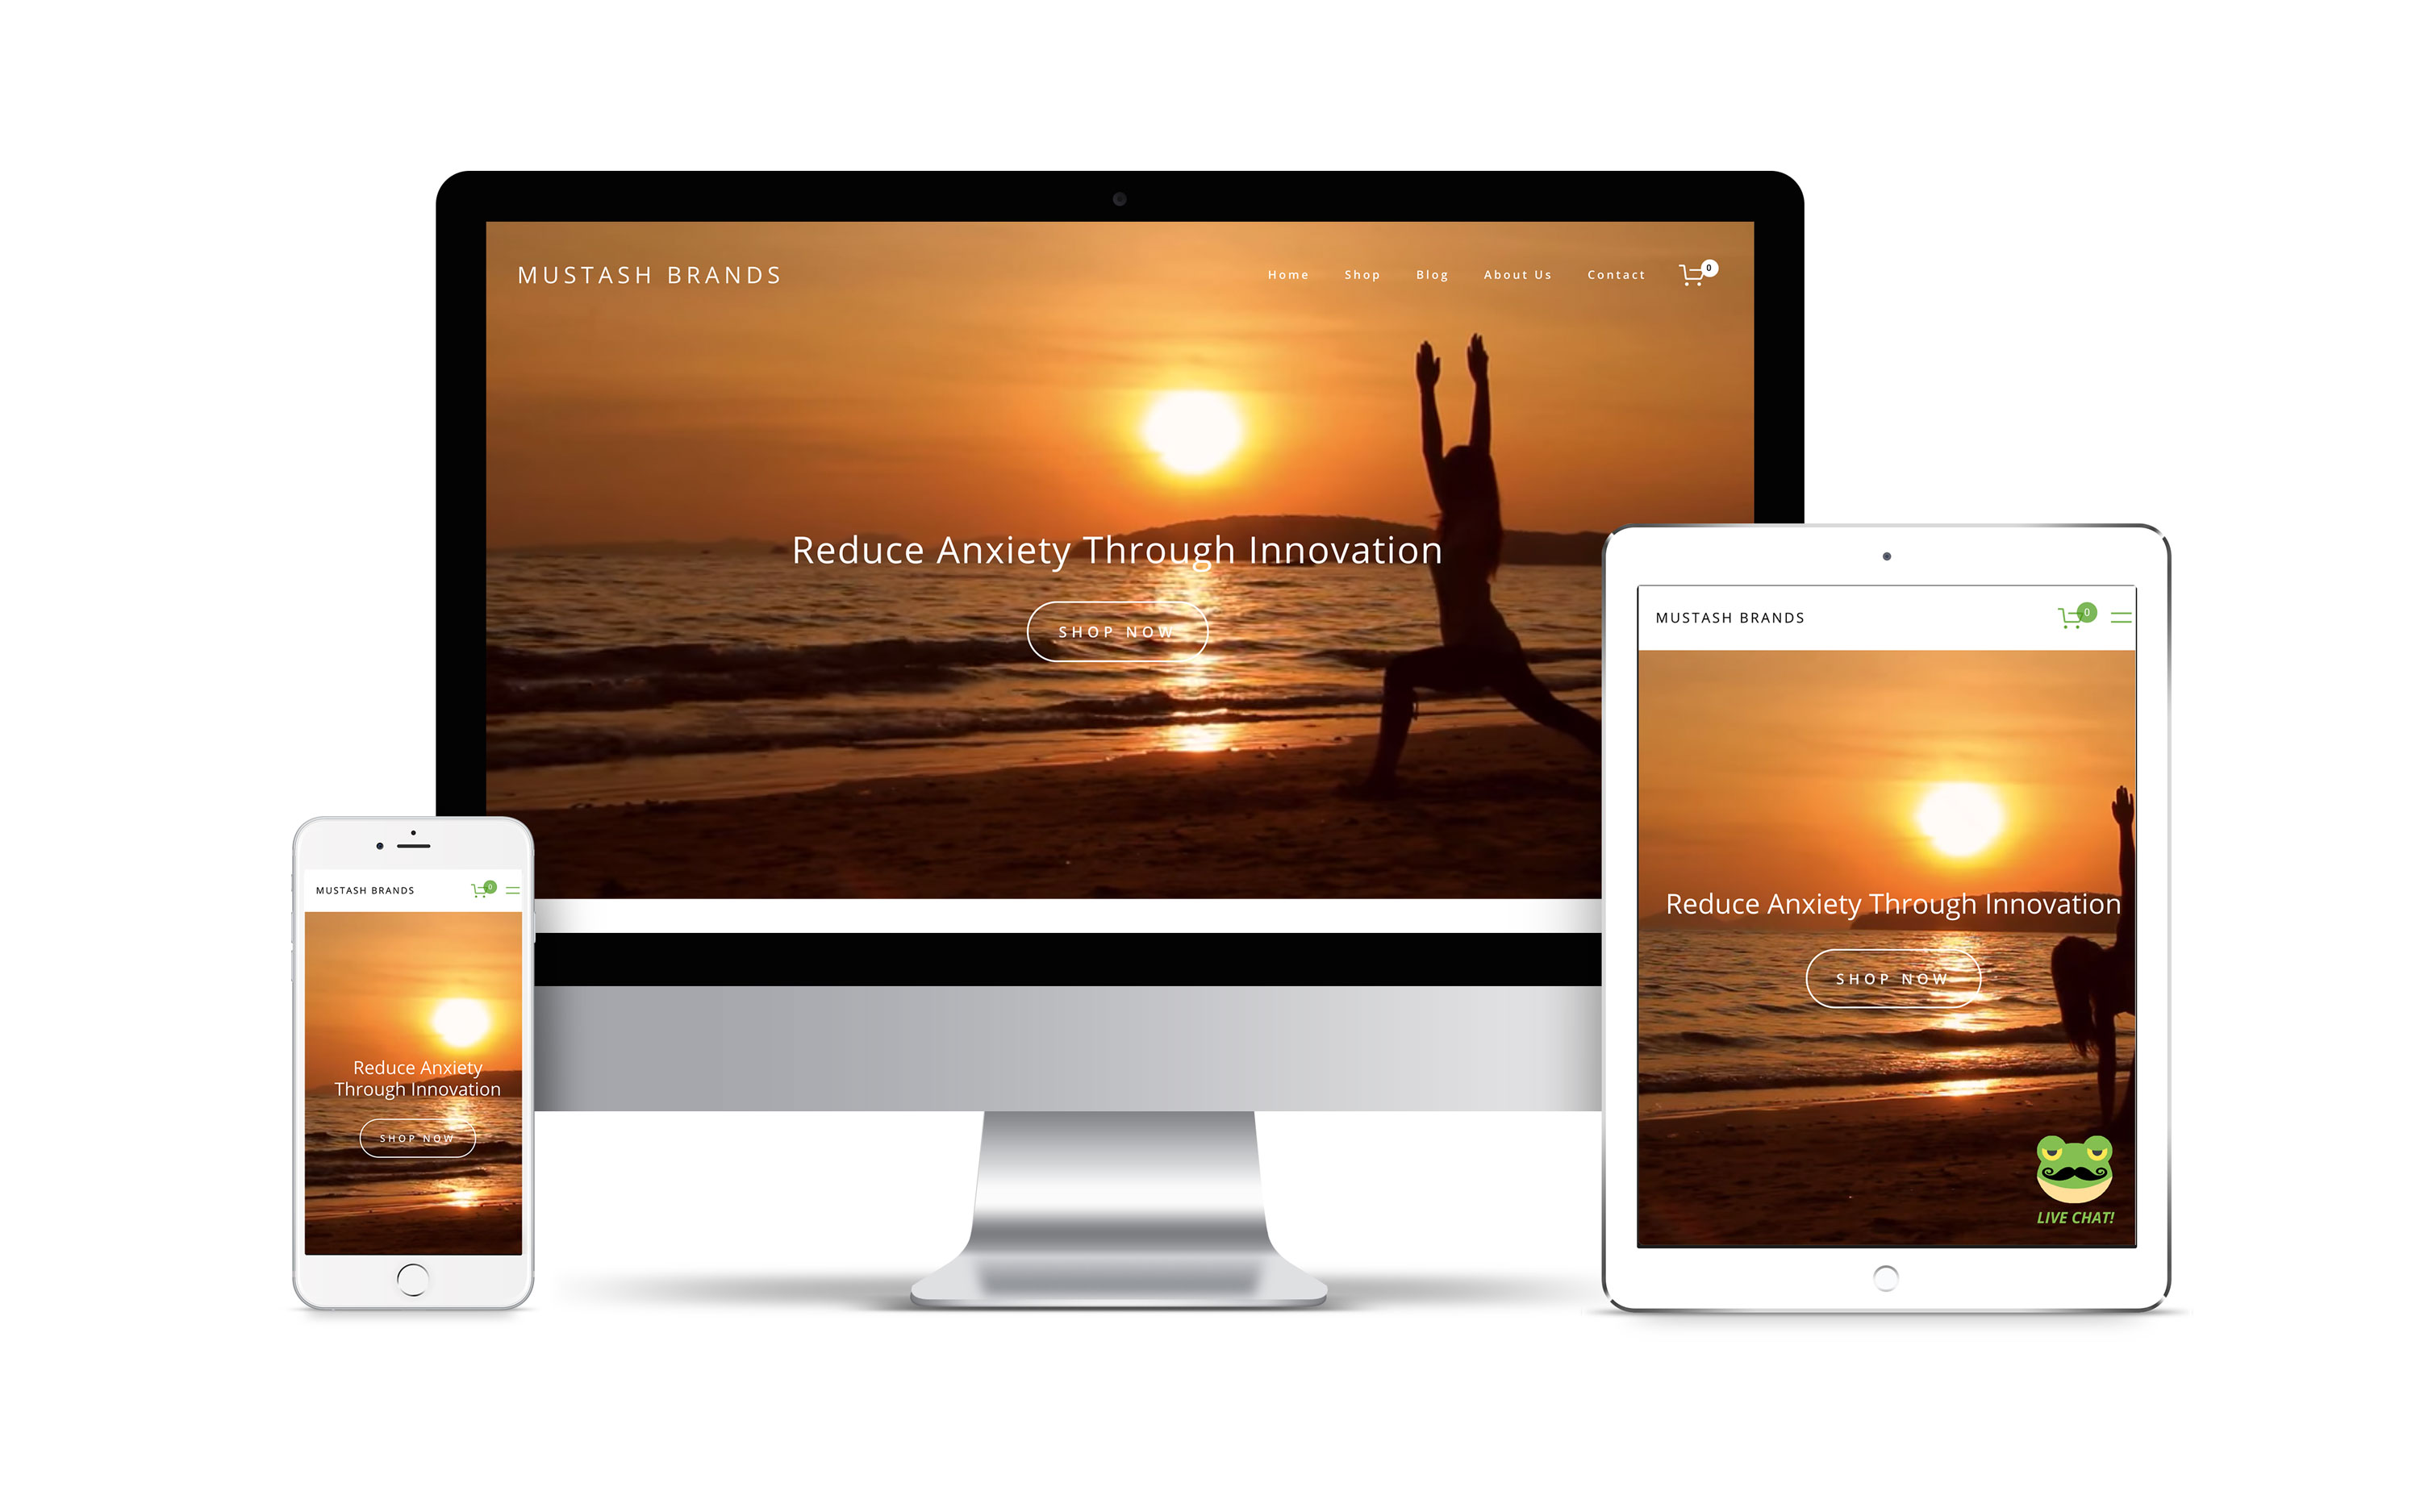 MUSTASH BRANDS
Home Shop Blog About Us Contact 0
Reduce Anxiety Through Innovation
SHOP NOW
MUSTASH BRANDS 0
Reduce Anxiety
Through Innovation
SHOP NOW
MUSTASH BRANDS 0
Reduce Anxiety Through Innovation
SHOP NOW
LIVE CHAT!